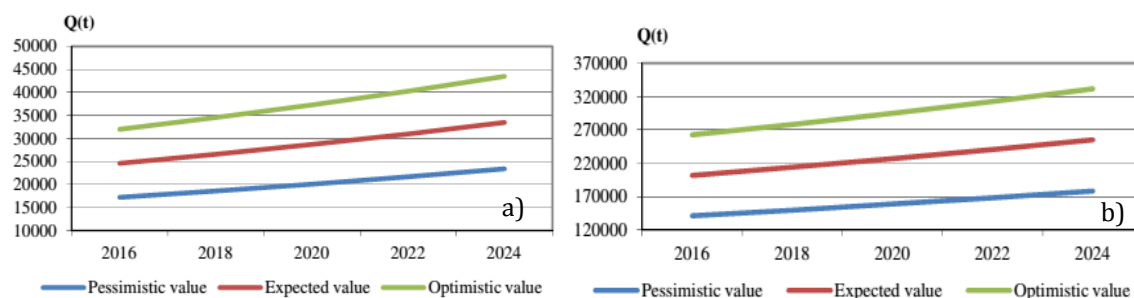 Q(t)
50000
45000
40000
35000
30000
25000
20000
15000
10000
a)
2016 2018 2020 2022 2024
Pessimistic value Expected value Optimistic value
Q(t)
370000
320000
270000
220000
170000
120000
b)
2016 2018 2020 2022 2024
Pessimistic value Expected value Optimistic value